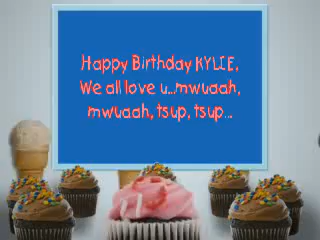 Happy Birthday KYLIE,
We all love u...mwuaah,
mwuaah, tsup, tsup...